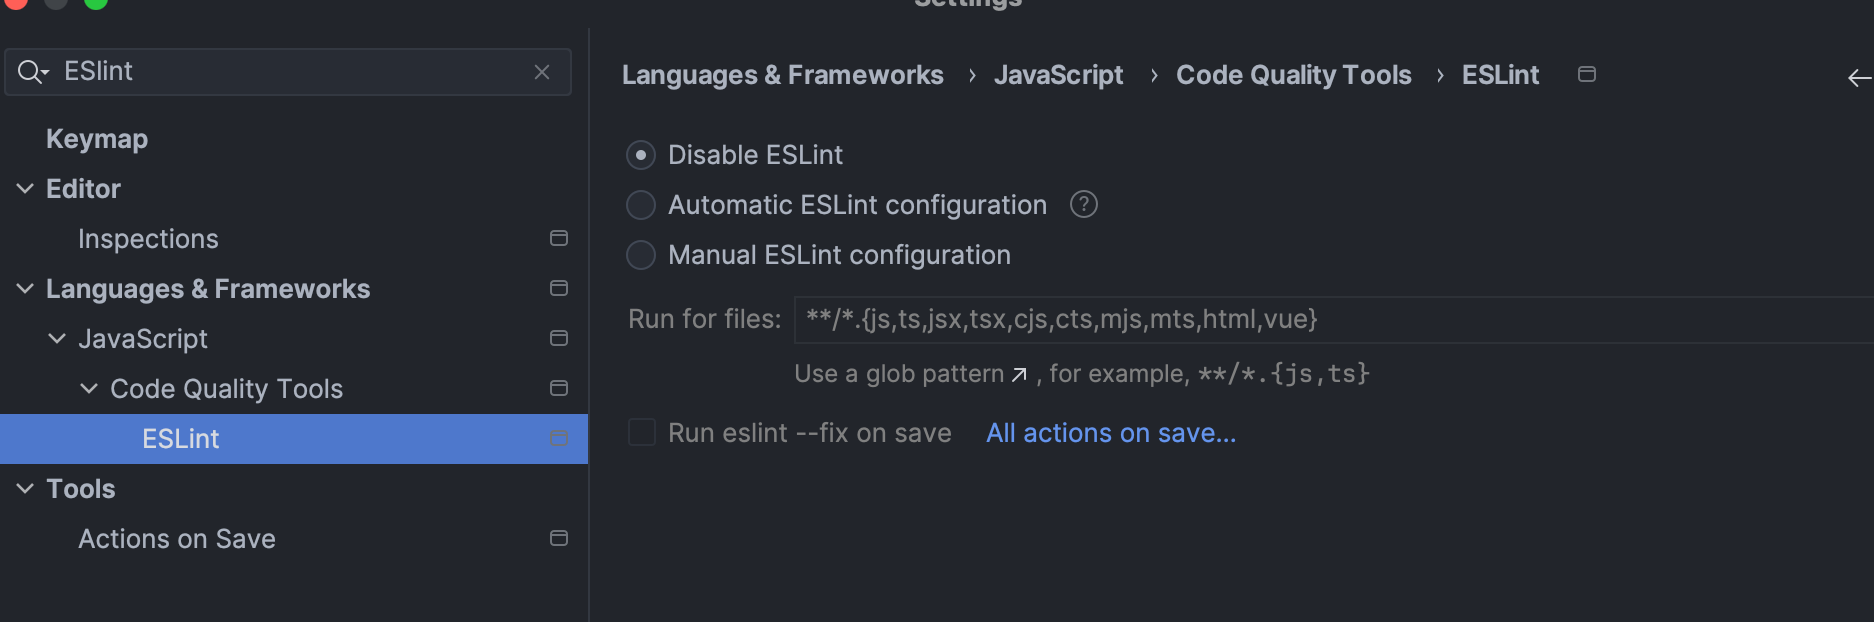 Settings
ESlint
Keymap
Editor
Inspections
Languages & Frameworks
JavaScript
Code Quality Tools
ESLint
Tools
Actions on Save
Languages & Frameworks › JavaScript › Code Quality Tools › ESLint
Disable ESLint
Automatic ESLint configuration ?
Manual ESLint configuration
Run for files: **/*.{js,ts,jsx,tsx,cjs,cts,mjs,mts,html,vue}
Use a glob pattern ↗ , for example, **/*.{js,ts}
Run eslint --fix on save All actions on save...